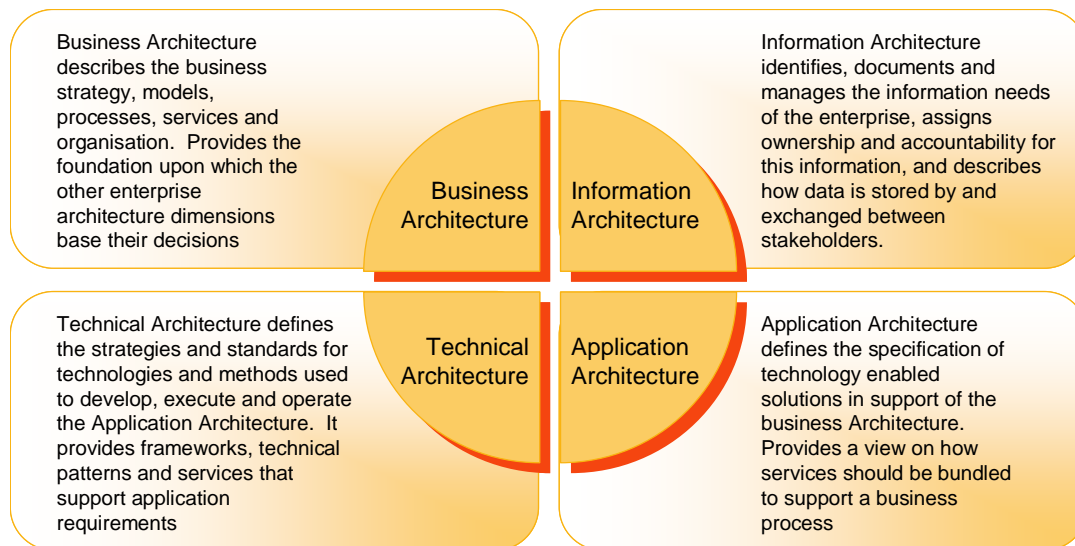 Business Architecture
describes the business
strategy, models,
processes, services and
organisation.  Provides the
foundation upon which the
other enterprise
architecture dimensions
base their decisions
Information Architecture
identifies, documents and
manages the information needs
of the enterprise, assigns
ownership and accountability for
this information, and describes
how data is stored by and
exchanged between
stakeholders.
Business
Architecture
Information
Architecture
Technical
Architecture
Application
Architecture
Technical Architecture defines
the strategies and standards for
technologies and methods used
to develop, execute and operate
the Application Architecture.  It
provides frameworks, technical
patterns and services that
support application
requirements
Application Architecture
defines the specification of
technology enabled
solutions in support of the
business Architecture.
Provides a view on how
services should be bundled
to support a business
process